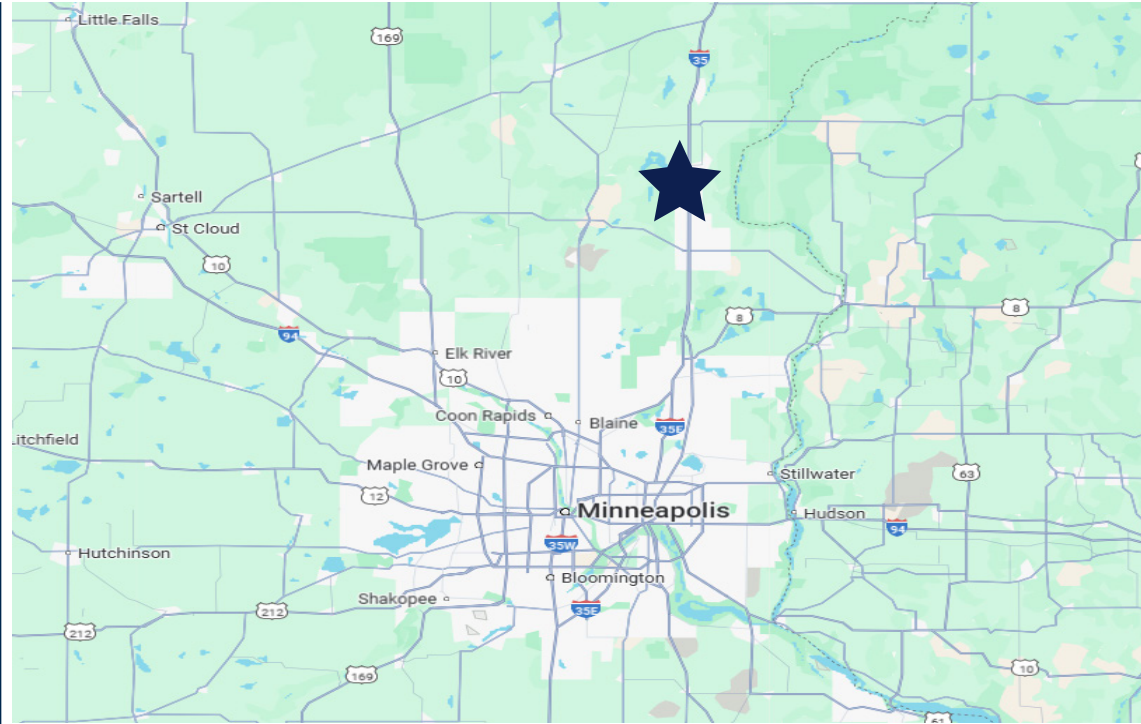 Little Falls
169
35
Sartell
St Cloud
10
94
8
8
Elk River
10
Coon Rapids
Blaine
35E
itchfield
Maple Grove
Stillwater
63
12
Minneapolis
Hudson
94
35W
Hutchinson
Bloomington
Shakopee
212
35E
212
169
10
61